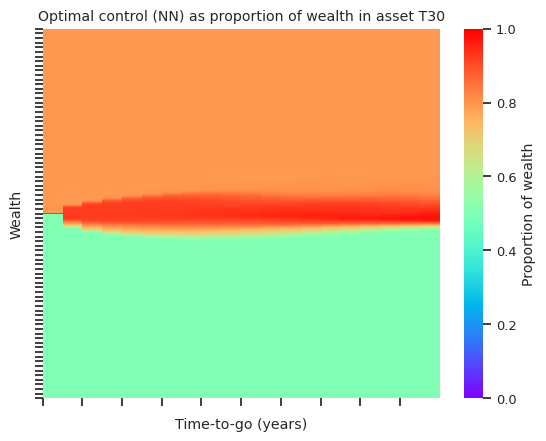 Optimal control (NN) as proportion of wealth in asset T30
Wealth
Time-to-go (years)
1.0
0.8
0.6
0.4
0.2
0.0
Proportion of wealth